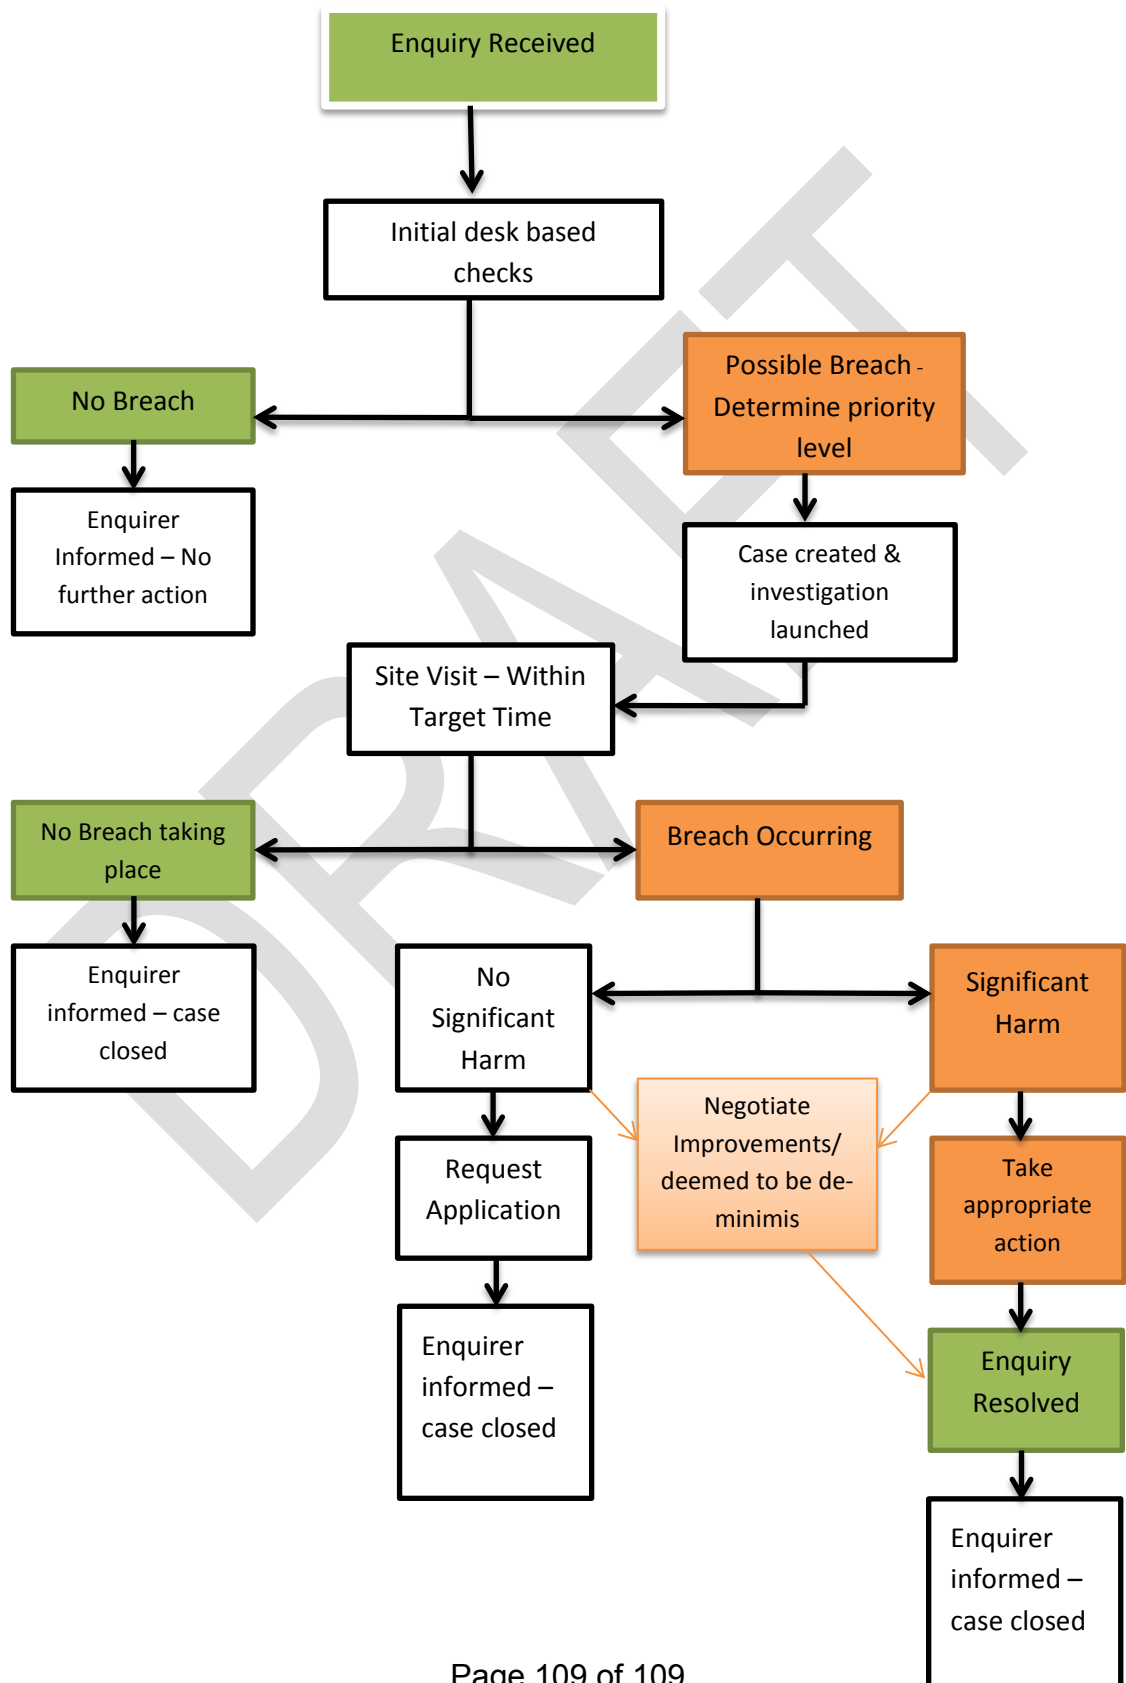 Enquiry Received
Initial desk based
checks
No Breach
Possible Breach -
Determine priority
level
Enquirer
Informed – No
further action
Case created &
investigation
launched
Site Visit – Within
Target Time
No Breach taking
place
Breach Occurring
Enquirer
informed – case
closed
No
Significant
Harm
Significant
Harm
Negotiate
Improvements/
deemed to be de-
minimis
Request
Application
Take
appropriate
action
Enquirer
informed –
case closed
Enquiry
Resolved
Enquirer
informed –
case closed
Page 109 of 109
DRAFT